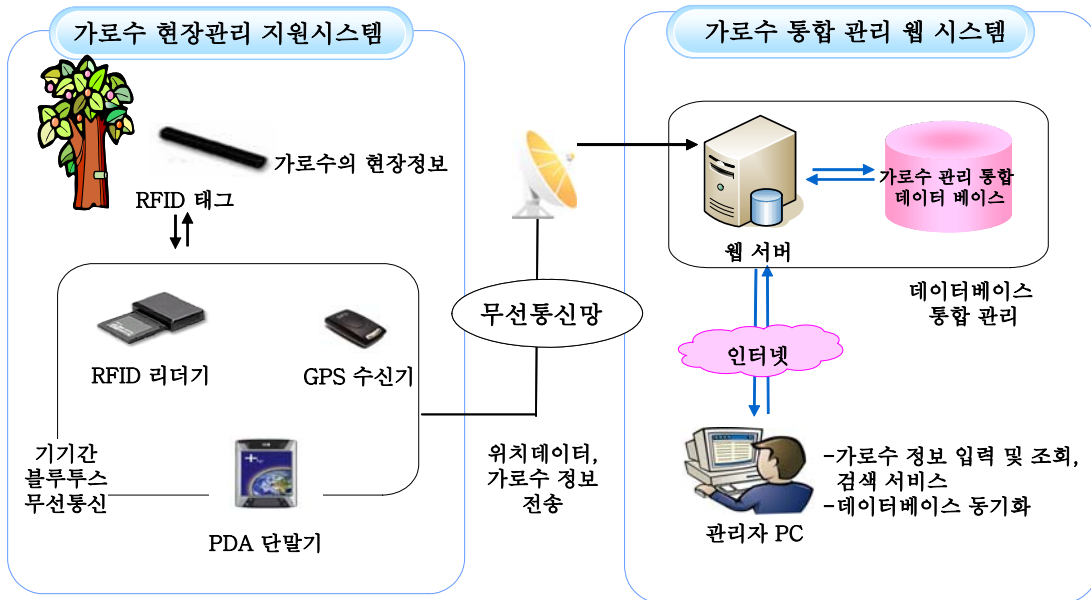 가로수 현장관리 지원시스템
가로수의 현장정보
RFID 태그
RFID 리더기
GPS 수신기
기기간
블루투스
무선통신
PDA 단말기
무선통신망
위치데이터,
가로수 정보
전송
가로수 통합 관리 웹 시스템
가로수 관리 통합
데이터 베이스
웹 서버
데이터베이스
통합 관리
인터넷
관리자 PC
-가로수 정보 입력 및 조회,
검색 서비스
-데이터베이스 동기화